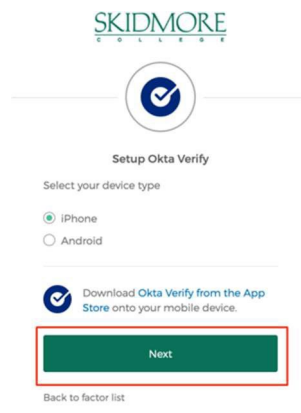 SKIDMORE
COLLEGE
Setup Okta Verify
Select your device type
iPhone
Android
Download Okta Verify from the App
Store onto your mobile device.
Next
Back to factor list